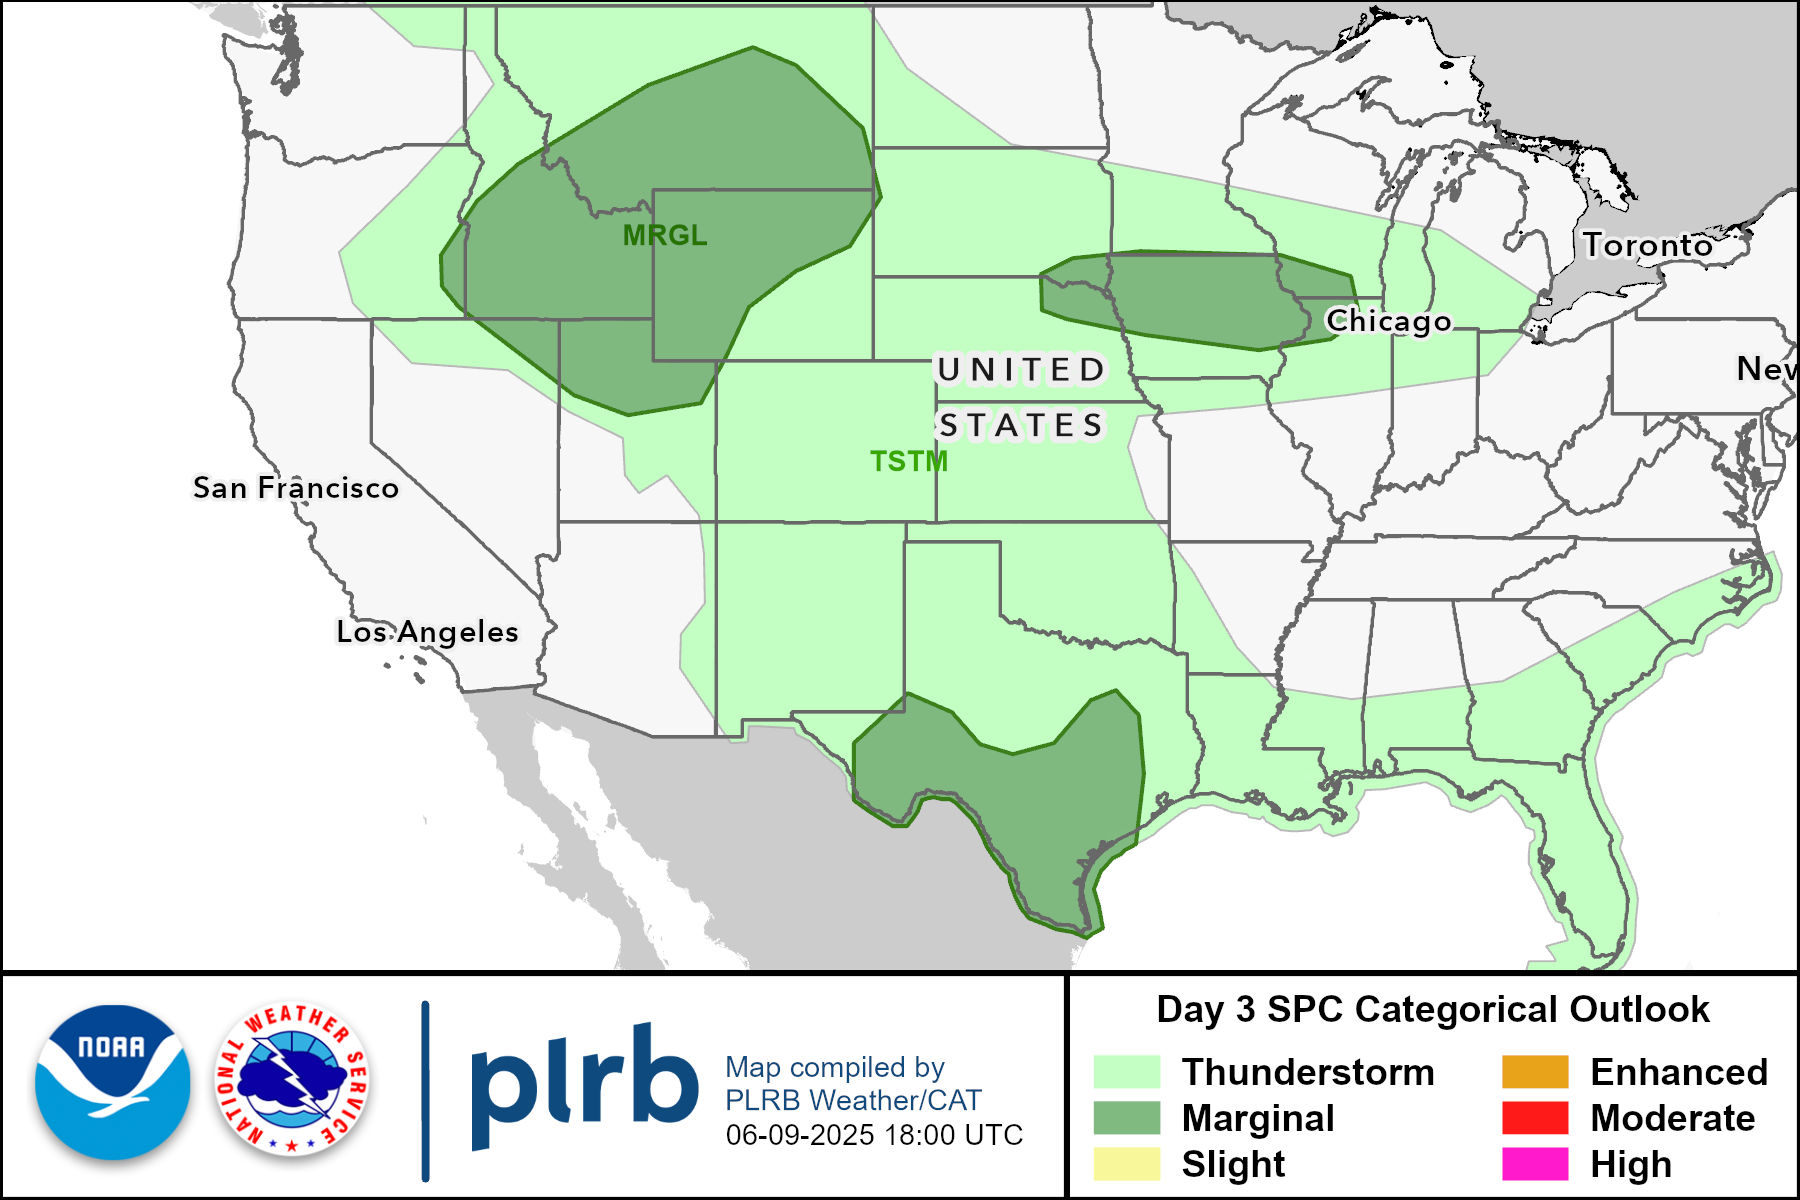 MRGL
Toronto
Chicago
UNITED
STATES
New
TSTM
San Francisco
Los Angeles
NOAA
NATIONAL WEATHER SERVICE
plrb
Map compiled by
PLRB Weather/CAT
06-09-2025 18:00 UTC
Day 3 SPC Categorical Outlook
Thunderstorm
Marginal
Slight
Enhanced
Moderate
High